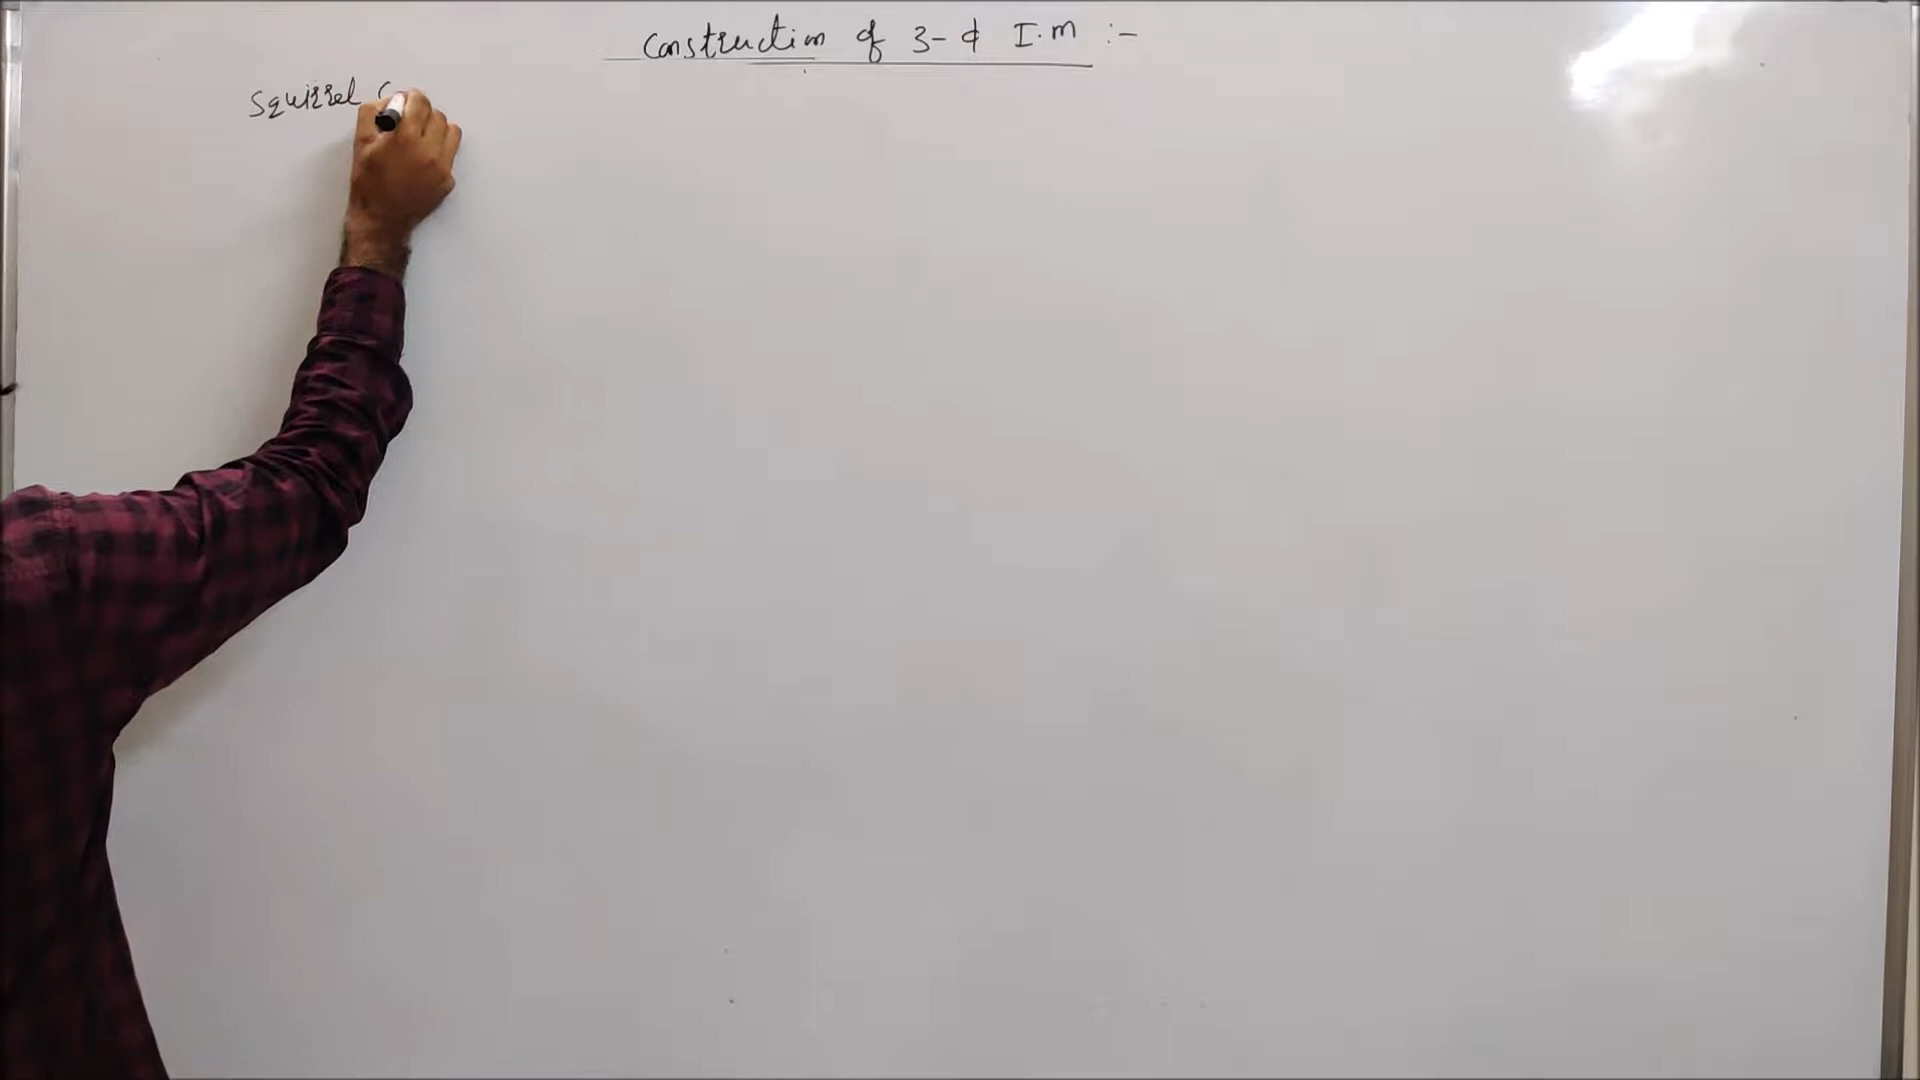 Construction of 3-ϕ I.m :-
Squirrel